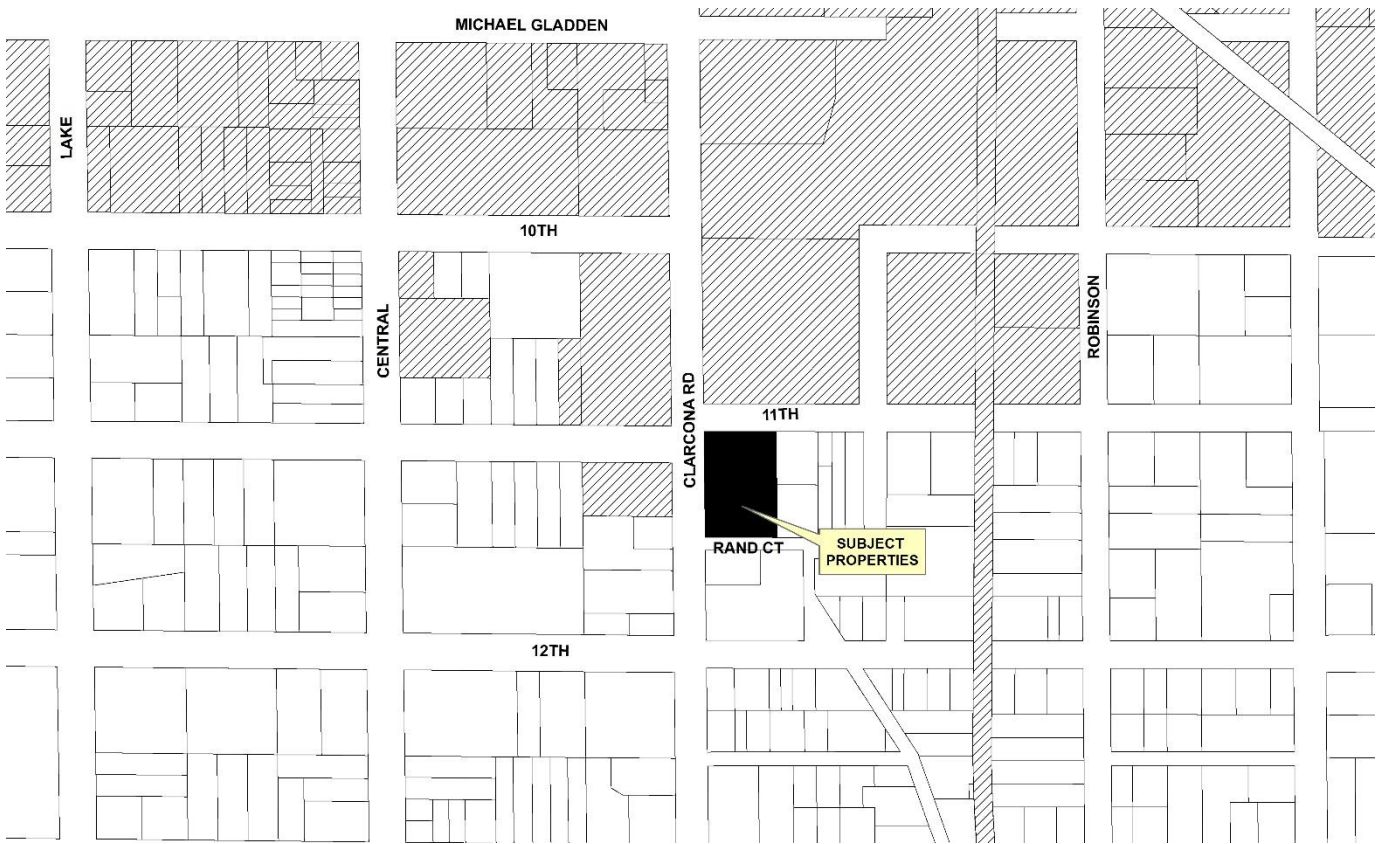 MICHAEL GLADDEN
LAKE
10TH
CENTRAL
ROBINSON
CLARCONA RD
11TH
RAND CT
SUBJECT
PROPERTIES
12TH